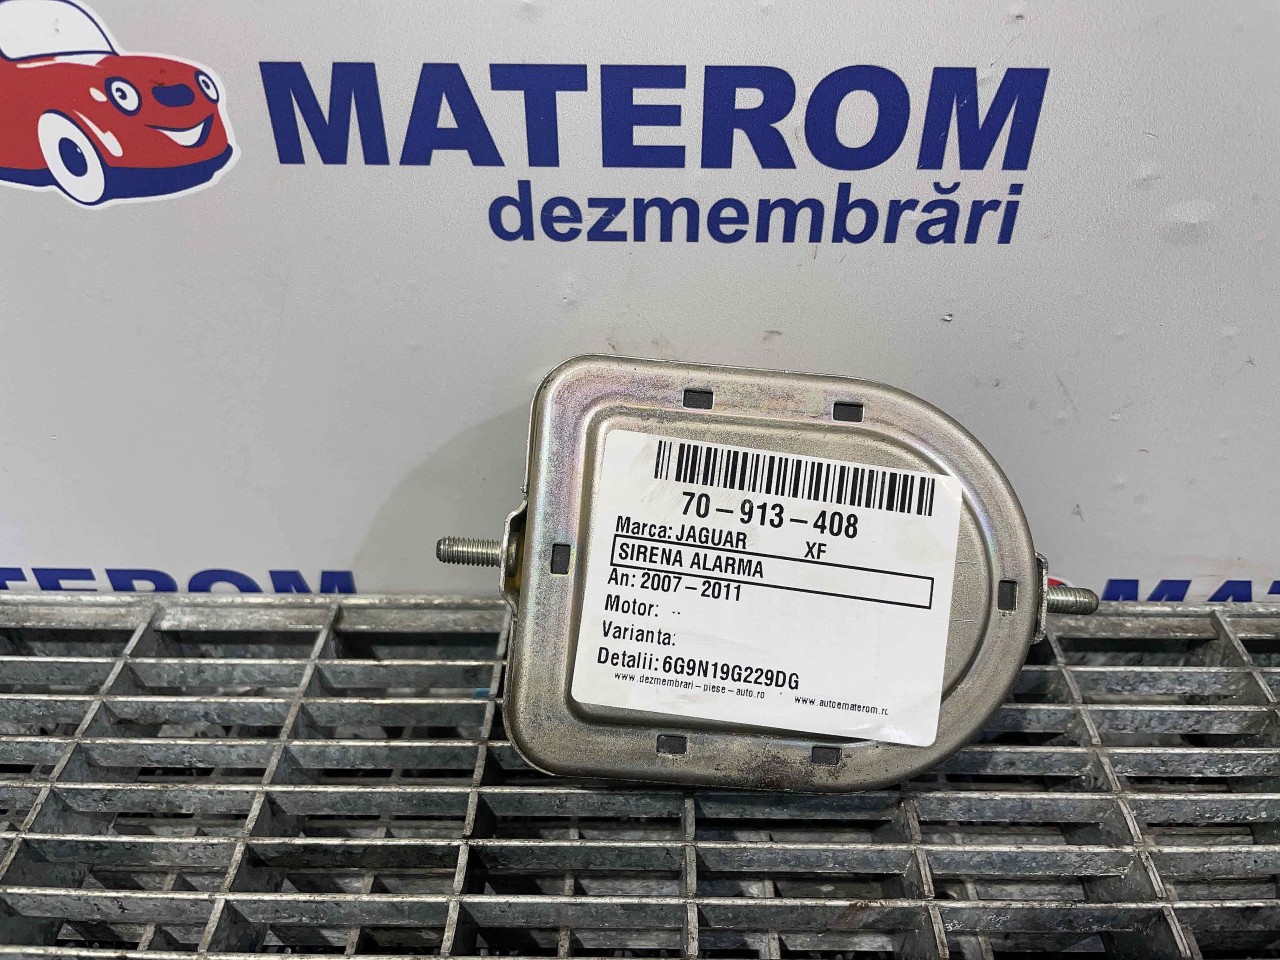 MATEROM
dezmembrări
70-913-408
Marca: JAGUAR XF
SIRENA ALARMA
An: 2007-2011
Motor: --
Varianta:
Detalii: 6G9N19G229DG
www.dezmembrari-piese-auto.ro www.autoematerom.ro